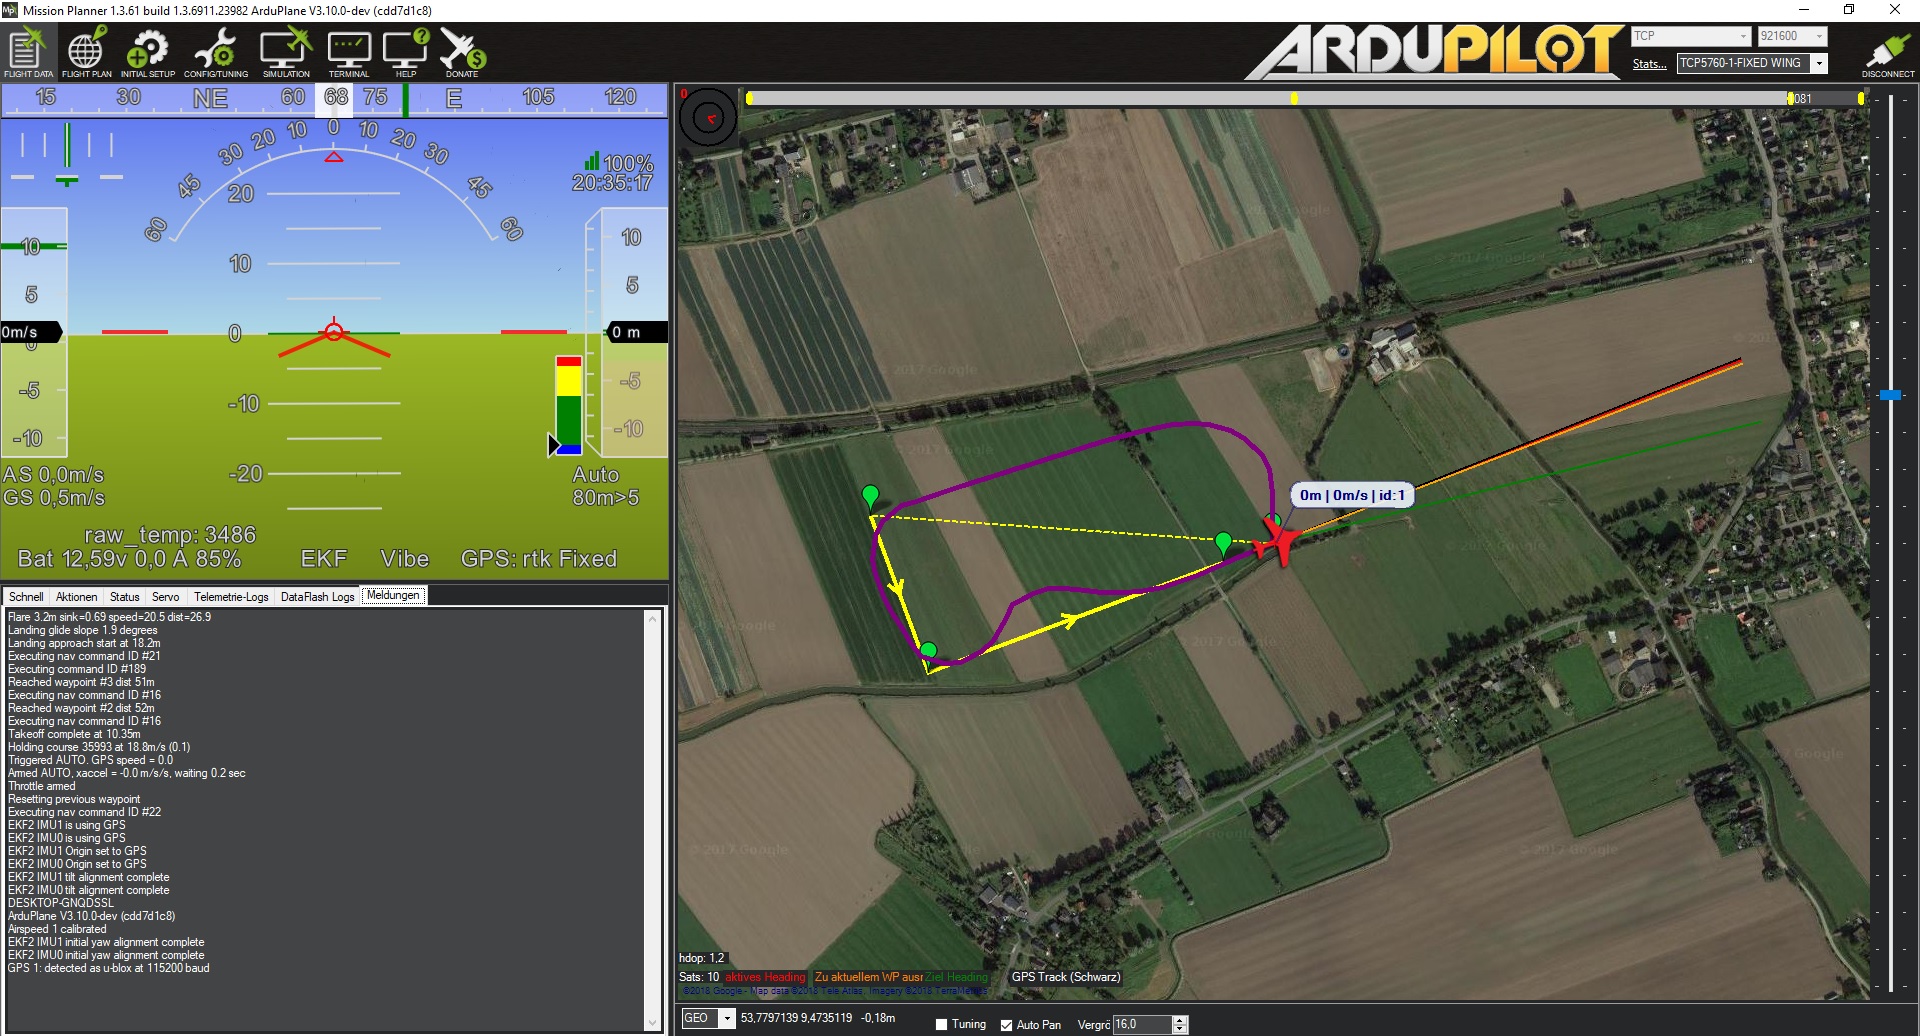 Mission Planner 1.3.61 build 1.3.6911.23982 ArduPlane V3.10.0-dev (cdd7d1c8)
FLIGHT DATA FLIGHT PLAN INITIAL SETUP CONFIG/TUNING SIMULATION TERMINAL HELP DONATE
ARDUPILOT
TCP 921600
Stats... TCP5760-1-FIXED WING
DISCONNECT
15 30 NE 60 68 75 E 105 120
60 45 30 20 10 0 10 20 30 45 60
100%
20:35:17
20
10
0
-10
-20
10
5
0
-5
-10
0m/s
10
5
0 m
-5
-10
AS 0,0m/s
GS 0,5m/s
Auto
80m>5
raw_temp: 3486
Bat 12,59v 0,0 A 85% EKF Vibe GPS: rtk Fixed
Schnell Aktionen Status Servo Telemetrie-Logs DataFlash Logs Meldungen
Flare 3.2m sink=0.69 speed=20.5 dist=26.9
Landing glide slope 1.9 degrees
Landing approach start at 18.2m
Executing nav command ID #21
Executing command ID #189
Reached waypoint #3 dist 51m
Executing nav command ID #16
Reached waypoint #2 dist 52m
Executing nav command ID #16
Takeoff complete at 10.35m
Holding course 35993 at 18.8m/s (0.1)
Triggered AUTO. GPS speed = 0.0
Armed AUTO, xaccel = -0.0 m/s/s, waiting 0.2 sec
Throttle armed
Resetting previous waypoint
Executing nav command ID #22
EKF2 IMU1 is using GPS
EKF2 IMU0 is using GPS
EKF2 IMU1 Origin set to GPS
EKF2 IMU0 Origin set to GPS
EKF2 IMU1 tilt alignment complete
EKF2 IMU0 tilt alignment complete
DESKTOP-GNQDSSL
ArduPlane V3.10.0-dev (cdd7d1c8)
Airspeed 1 calibrated
EKF2 IMU1 initial yaw alignment complete
EKF2 IMU0 initial yaw alignment complete
GPS 1: detected as u-blox at 115200 baud
0
081
0m | 0m/s | id:1
© 2017 Google
hdop: 1,2
Sats: 10 aktives Heading Zu aktuellem WP ausr Ziel Heading GPS Track (Schwarz)
©2018 Google - Map data ©2018 Tele Atlas, Imagery ©2018 TerraMetrics
GEO 53,7797139 9,4735119 -0,18m Tuning Auto Pan Vergrö 16,0